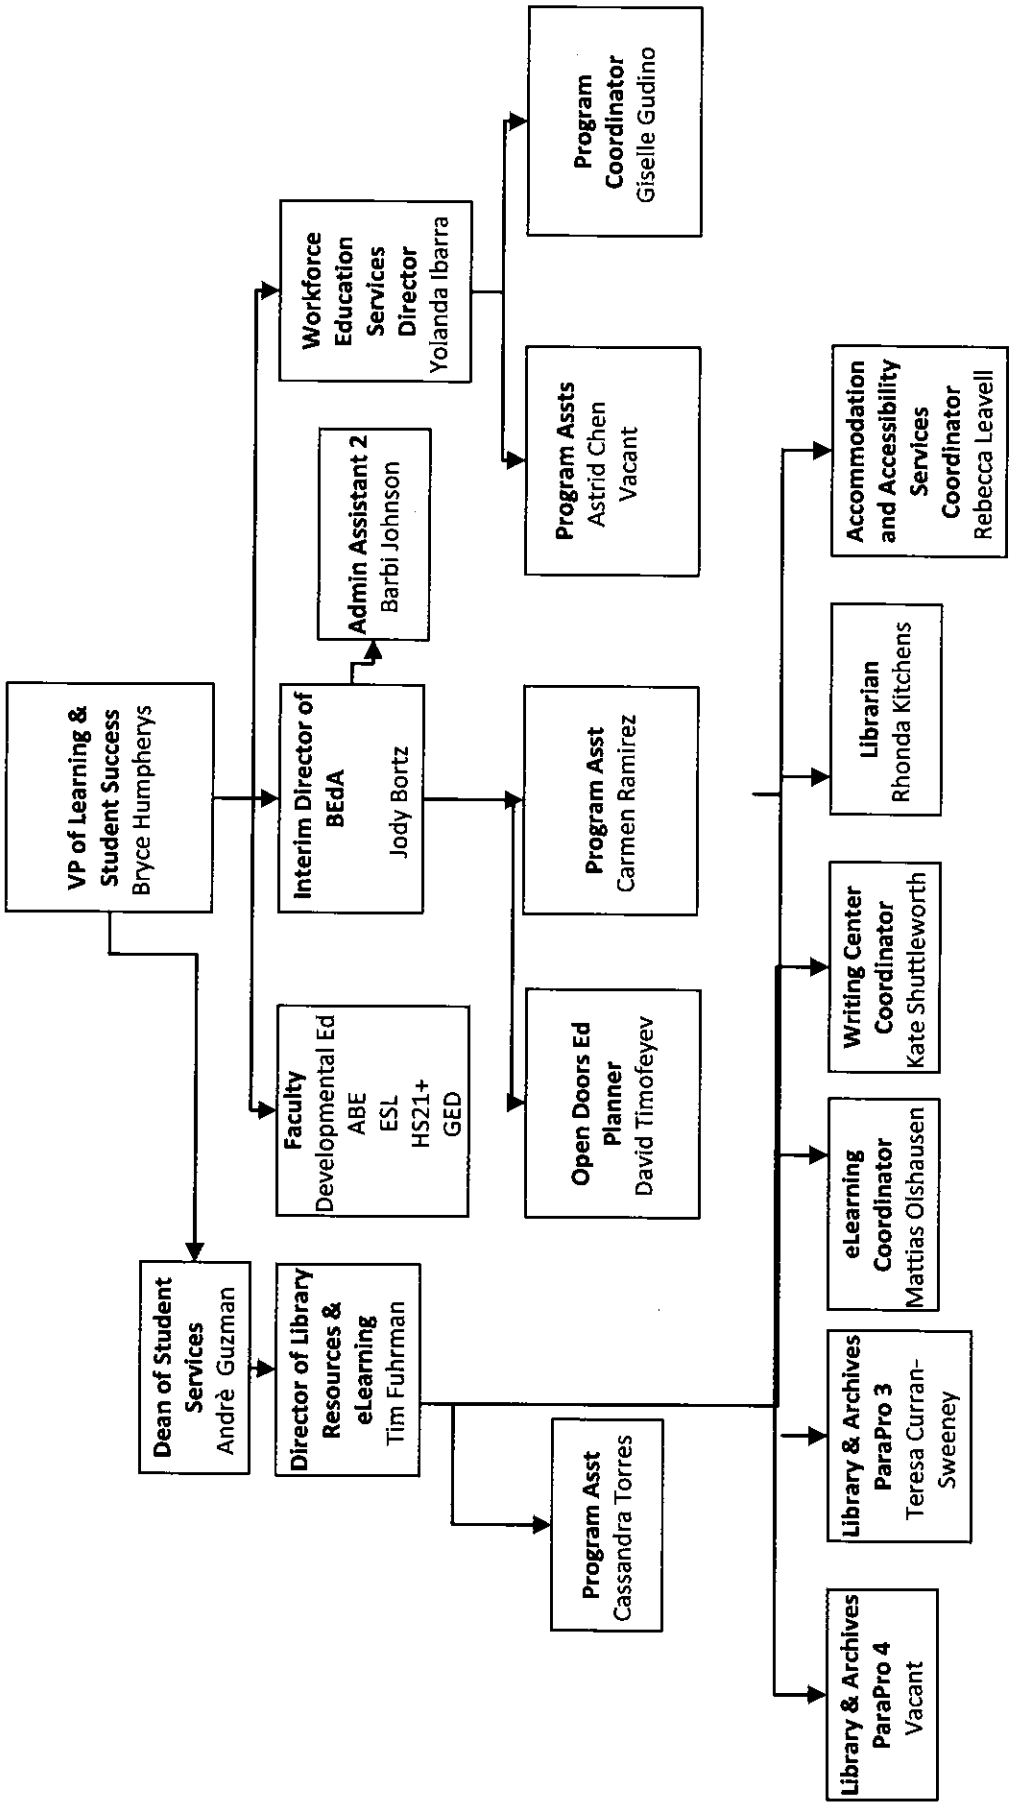 VP of Learning &
Student Success
Bryce Humpherys
Dean of Student
Services
Andrè Guzman
Director of Library
Resources &
eLearning
Tim Fuhrman
Faculty
Developmental Ed
ABE
ESL
HS21+
GED
Interim Director of
BEdA
Jody Bortz
Admin Assistant 2
Barbi Johnson
Workforce
Education
Services
Director
Yolanda Ibarra
Program Asst
Cassandra Torres
Open Doors Ed
Planner
David Timofeyev
Program Asst
Carmen Ramirez
Program Assts
Astrid Chen
Vacant
Program
Coordinator
Giselle Gudino
Library & Archives
ParaPro 4
Vacant
Library & Archives
ParaPro 3
Teresa Curran-
Sweeney
eLearning
Coordinator
Mattias Olshausen
Writing Center
Coordinator
Kate Shuttleworth
Librarian
Rhonda Kitchens
Accommodation
and Accessibility
Services
Coordinator
Rebecca Leavell